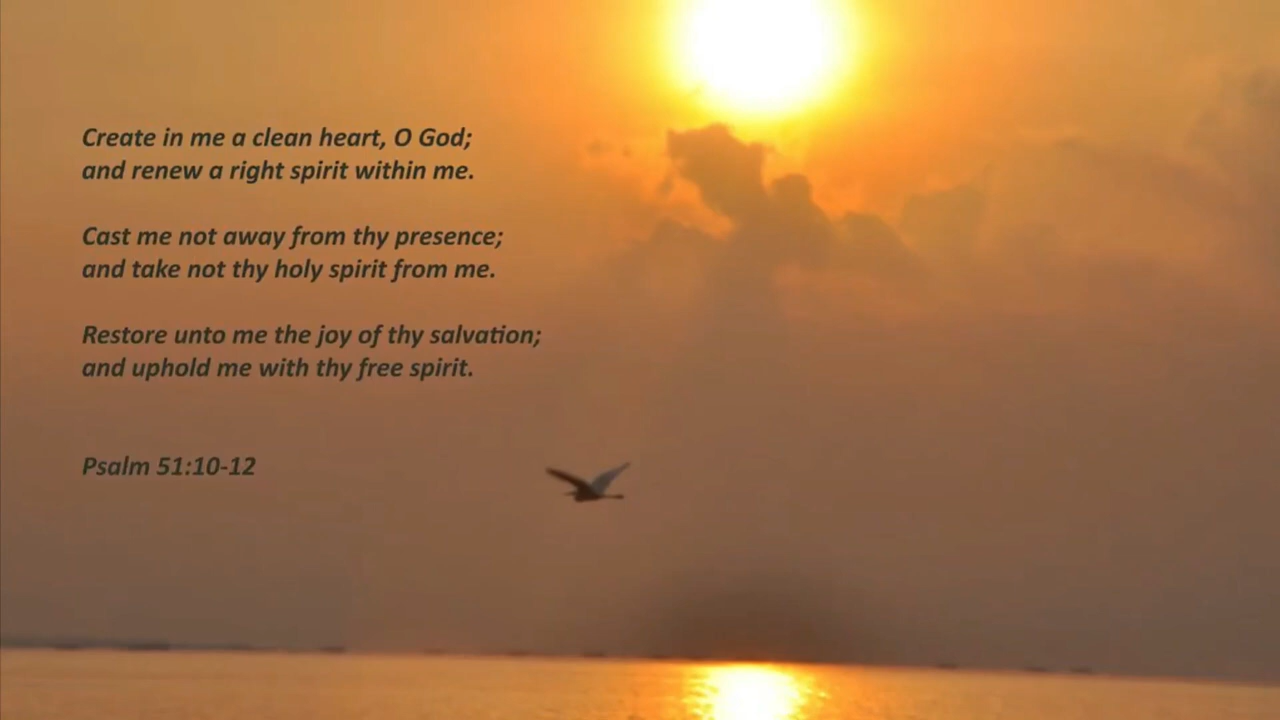 Create in me a clean heart, O God;
and renew a right spirit within me.
Cast me not away from thy presence;
and take not thy holy spirit from me.
Restore unto me the joy of thy salvation;
and uphold me with thy free spirit.
Psalm 51:10-12